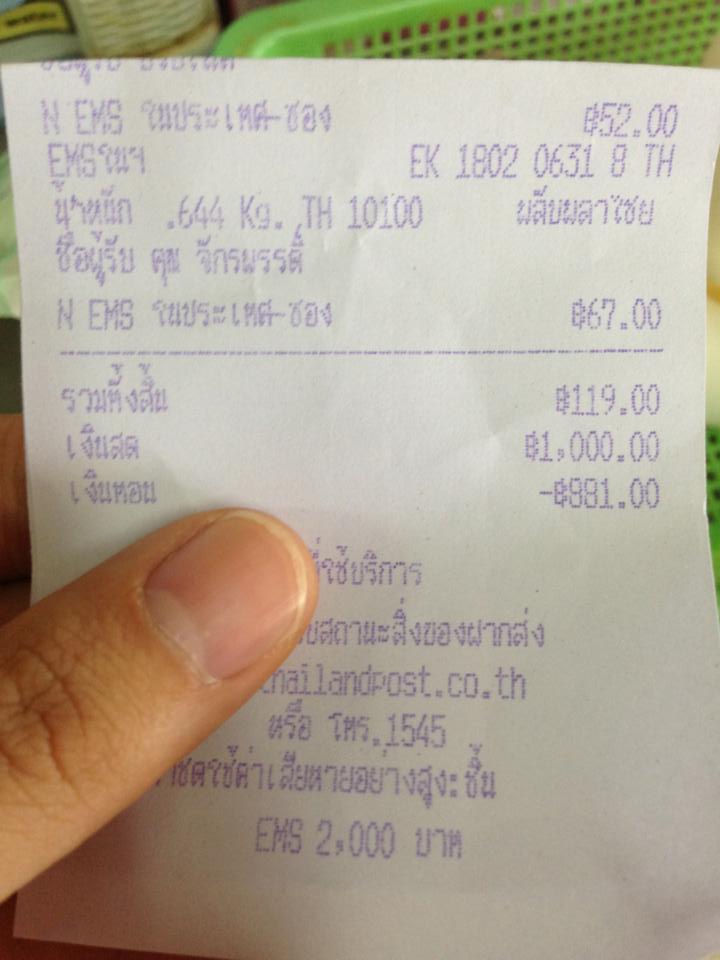 ชื่อผู้รับ
N EMS ในประเทศ-ซอง ฿52.00
EMSในฯ EK 1802 0631 8 TH
น้ำหนัก .644 Kg. TH 10100 พลับพลาไชย
ชื่อผู้รับ คุณ จักรพรรดิ์
N EMS ในประเทศ-ซอง ฿67.00
รวมทั้งสิ้น ฿119.00
เงินสด ฿1,000.00
เงินทอน -฿881.00
ที่ใช้บริการ
สถานะสิ่งของฝากส่ง
thailandpost.co.th
หรือ โทร.1545
ชดใช้ค่าเสียหายอย่างสูง:ชิ้น
EMS 2,000 บาท